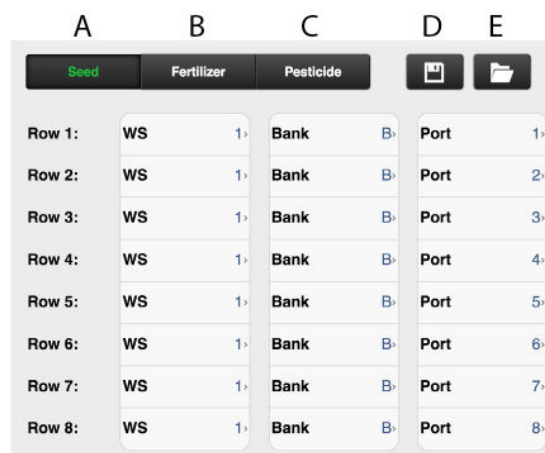 A B C D E
Seed Fertilizer Pesticide
Row 1: WS 1› Bank B› Port 1›
Row 2: WS 1› Bank B› Port 2›
Row 3: WS 1› Bank B› Port 3›
Row 4: WS 1› Bank B› Port 4›
Row 5: WS 1› Bank B› Port 5›
Row 6: WS 1› Bank B› Port 6›
Row 7: WS 1› Bank B› Port 7›
Row 8: WS 1› Bank B› Port 8›